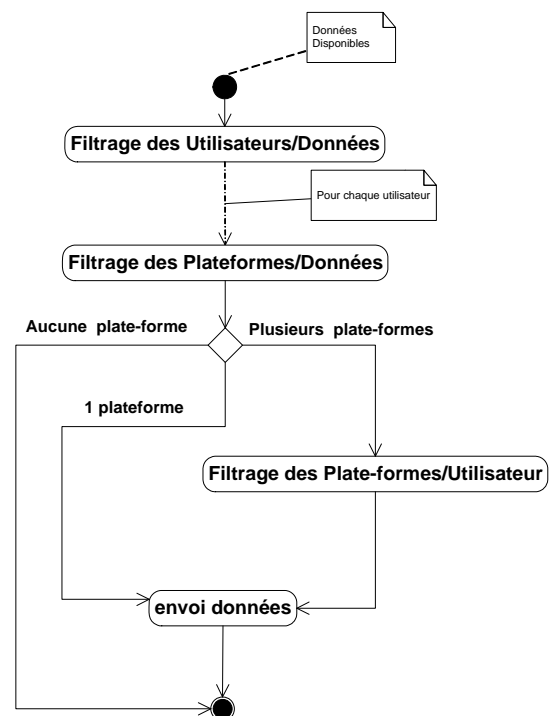 Données
Disponibles
Filtrage des Utilisateurs/Données
Pour chaque utilisateur
Filtrage des Plateformes/Données
Aucune plate-forme
Plusieurs plate-formes
1 plateforme
Filtrage des Plate-formes/Utilisateur
envoi données